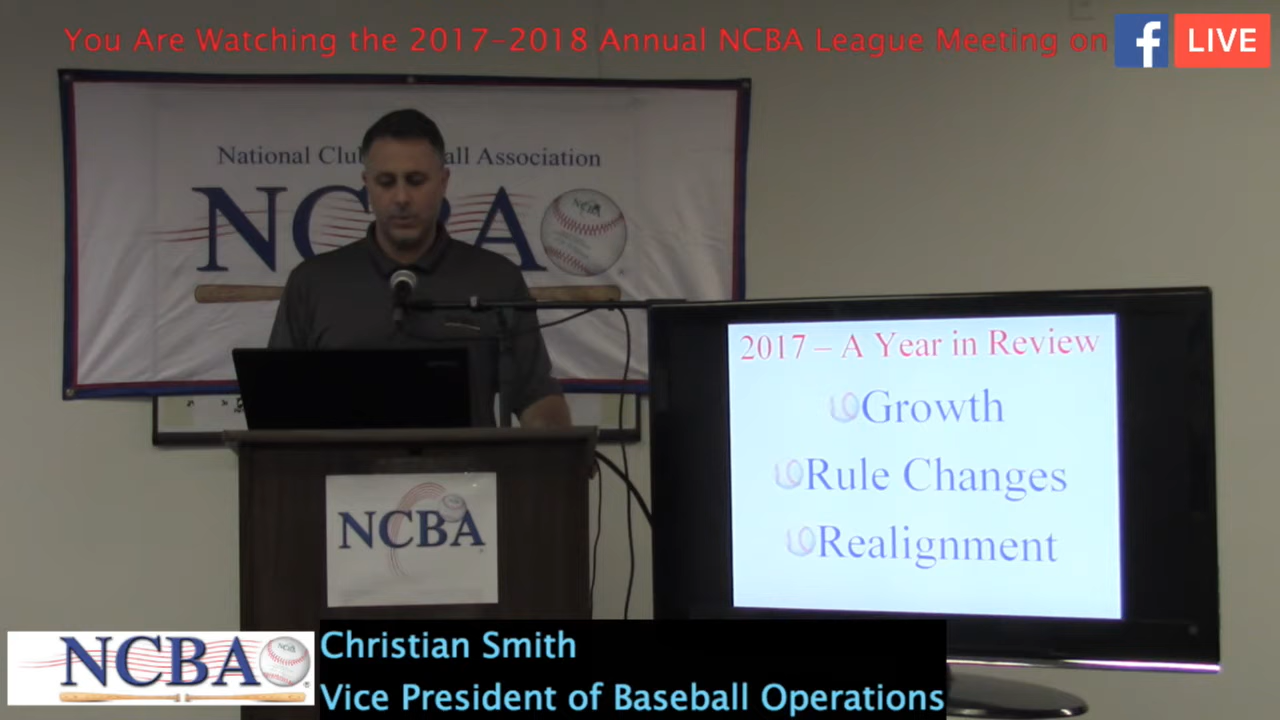 You Are Watching the 2017-2018 Annual NCBA League Meeting on f LIVE
National Clu all Association
NCBA
2017 – A Year in Review
Growth
Rule Changes
Realignment
NCBA
NCBA
Christian Smith
Vice President of Baseball Operations